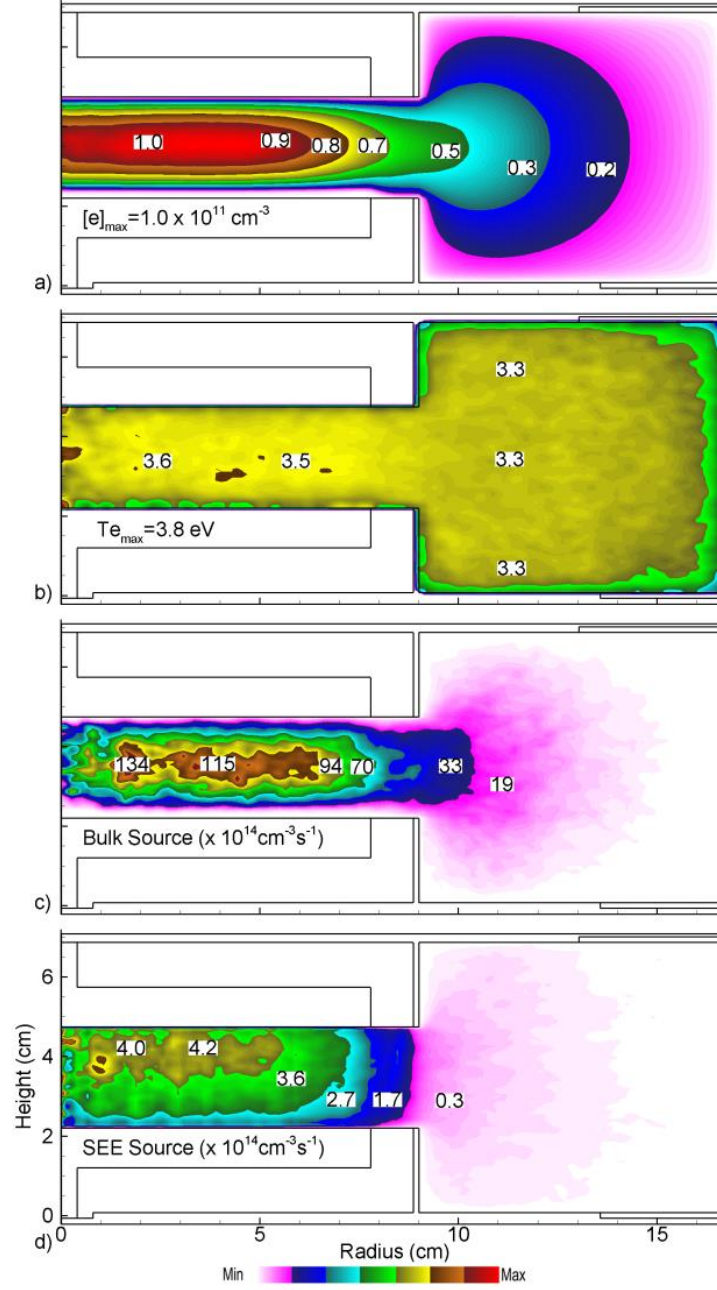 1.0 0.9 0.8 0.7 0.5 0.3 0.2
[e]max=1.0 x 10¹¹ cm⁻³
a)
3.3
3.6 3.5 3.3
Temax=3.8 eV
3.3
b)
134 115 94 70 33
19
Bulk Source (x 10¹⁴cm⁻³s⁻¹)
c)
6
4.0 4.2
4
3.6
2.7 1.7 0.3
2
SEE Source (x 10¹⁴cm⁻³s⁻¹)
0
Height (cm)
d) 0 5 10 15
Radius (cm)
Min Max